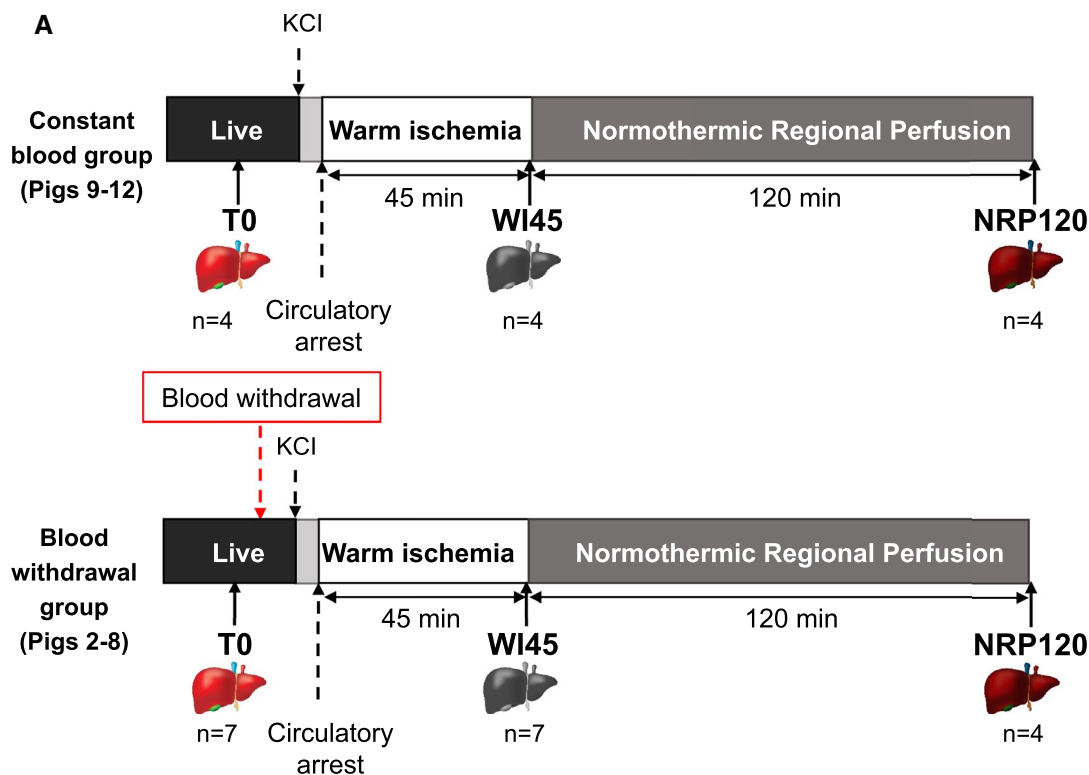 A
KCl
Constant
blood group
(Pigs 9-12)
Live
Warm ischemia
Normothermic Regional Perfusion
45 min
120 min
T0
WI45
NRP120
n=4
Circulatory
arrest
n=4
n=4
Blood withdrawal
KCl
Blood
withdrawal
group
(Pigs 2-8)
Live
Warm ischemia
Normothermic Regional Perfusion
45 min
120 min
T0
WI45
NRP120
n=7
Circulatory
arrest
n=7
n=4